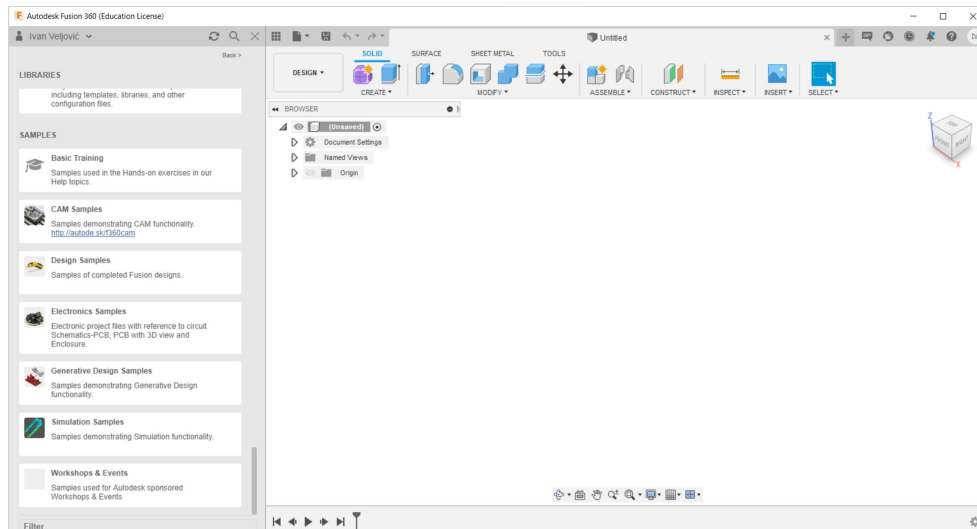 Autodesk Fusion 360 (Education License)
Ivan Veljović
Untitled
Back >
LIBRARIES
including templates, libraries, and other
configuration files.
SAMPLES
Basic Training
Samples used in the Hands-on exercises in our
Help topics.
CAM Samples
Samples demonstrating CAM functionality.
http://autode.sk/f360cam
Design Samples
Samples of completed Fusion designs.
Electronics Samples
Electronic project files with reference to circuit
Schematics-PCB, PCB with 3D view and
Enclosure.
Generative Design Samples
Samples demonstrating Generative Design
functionality.
Simulation Samples
Samples demonstrating Simulation functionality.
Workshops & Events
Samples used for Autodesk sponsored
Workshops & Events
Filter
SOLID SURFACE SHEET METAL TOOLS
DESIGN
CREATE MODIFY ASSEMBLE CONSTRUCT INSPECT INSERT SELECT
BROWSER
(Unsaved)
Document Settings
Named Views
Origin
Z
TOP
FRONT RIGHT
X